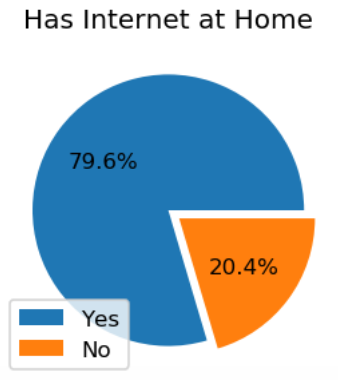 Has Internet at Home
79.6%
20.4%
Yes
No